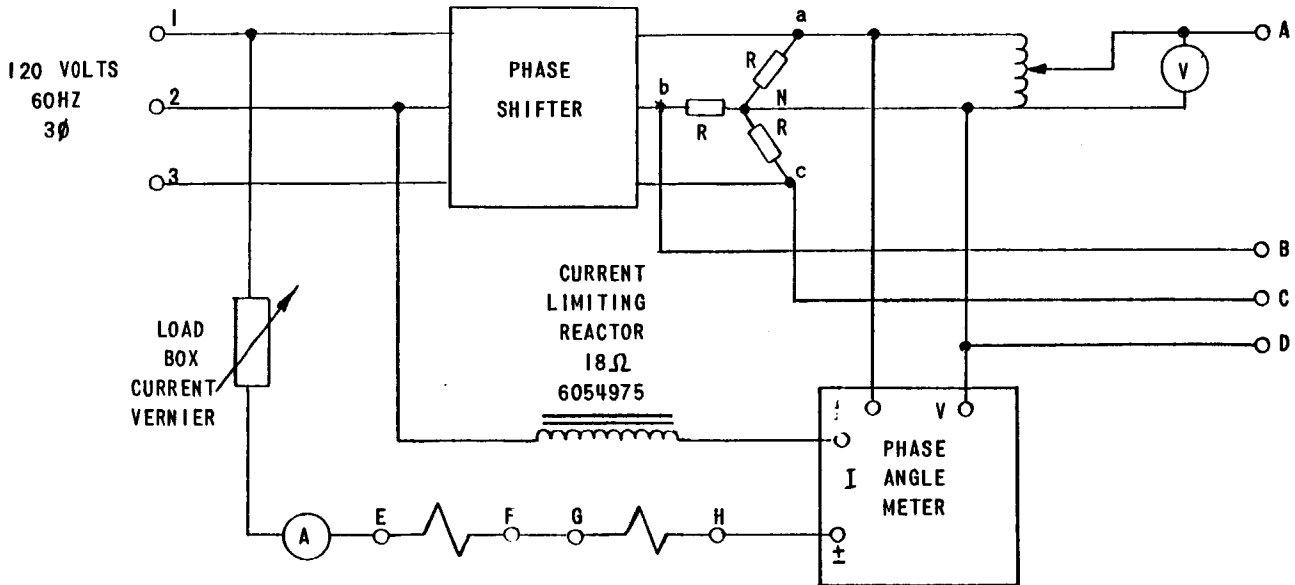 1
120 VOLTS
60HZ
3Ø
2
3
PHASE
SHIFTER
a
R
b
N
R
R
c
V
A
B
C
D
LOAD
BOX
CURRENT
VERNIER
CURRENT
LIMITING
REACTOR
18Ω
6054975
V
I
PHASE
ANGLE
METER
±
A
E
F
G
H